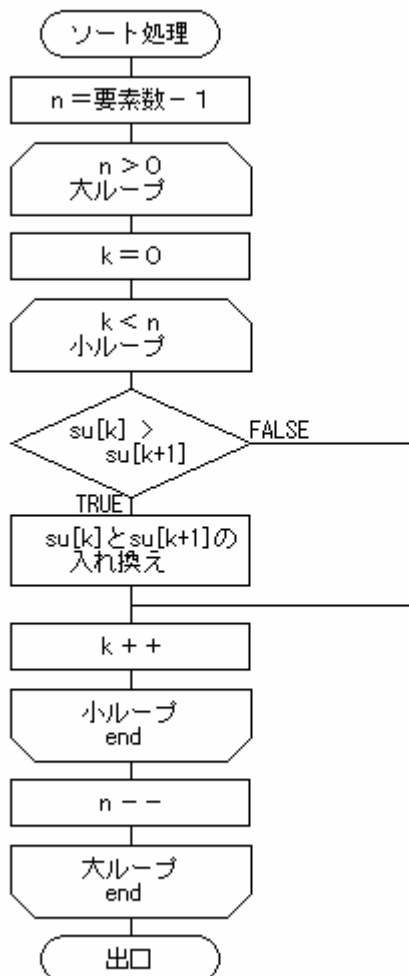 ソート処理
n＝要素数－１
n＞０
大ループ
k＝０
k＜n
小ループ
su[k] ＞
su[k+1]
FALSE
TRUE
su[k]とsu[k+1]の
入れ換え
k＋＋
小ループ
end
n－－
大ループ
end
出口